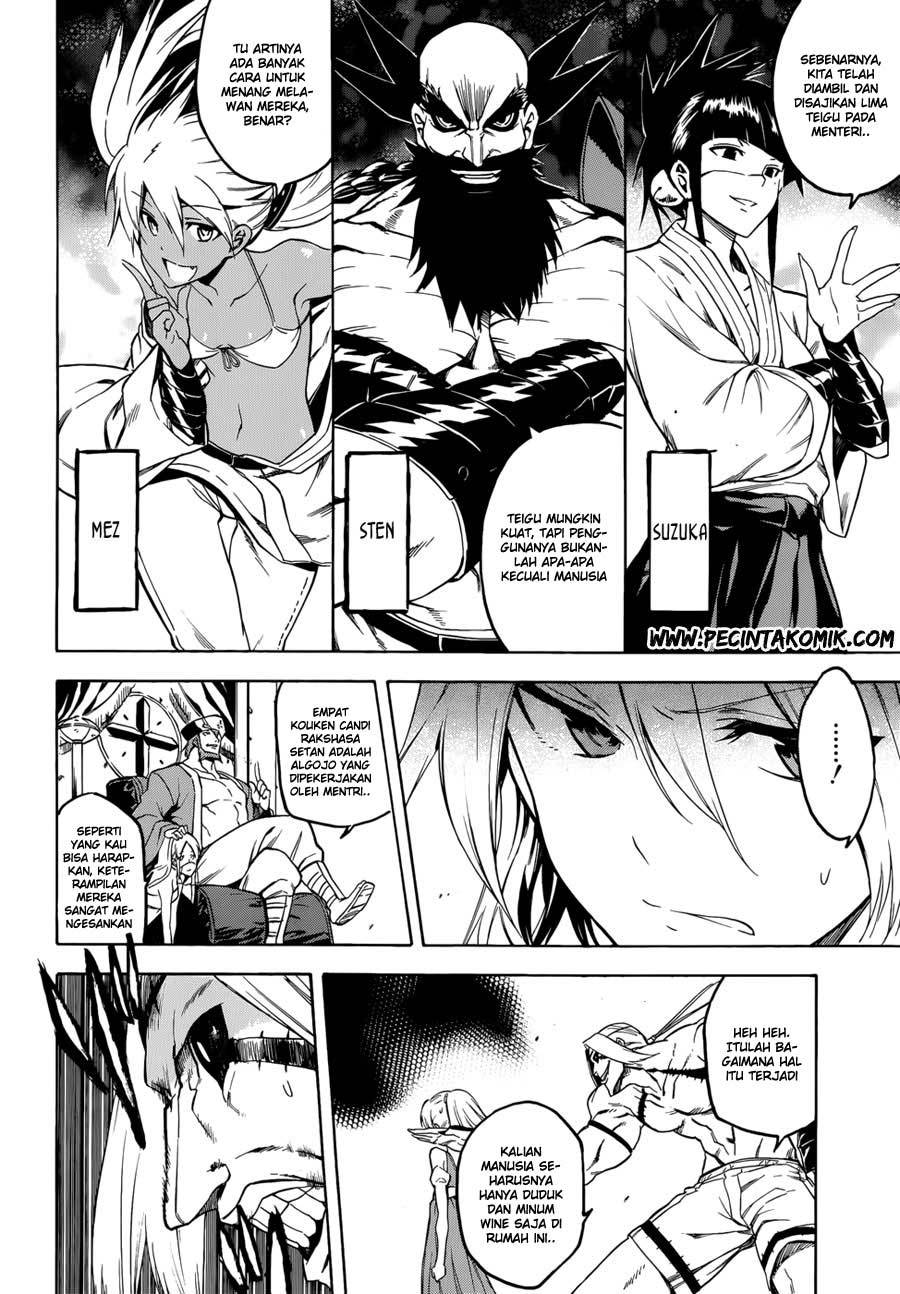 SEBENARNYA,
KITA TELAH
DIAMBIL DAN
DISAJIKAN LIMA
TEIGU PADA
MENTERI..
TU ARTINYA
ADA BANYAK
CARA UNTUK
MENANG MELA-
WAN MEREKA,
BENAR?
TEIGU MUNGKIN
KUAT, TAPI PENG-
GUNANYA BUKAN-
LAH APA-APA
KECUALI MANUSIA
SUZUKA
STEN
MEZ
WWW.PECINTAKOMIK.COM
......!
EMPAT
KOUKEN CANDI
RAKSHASA
SETAN ADALAH
ALGOJO YANG
DIPEKERJAKAN
OLEH MENTRI..
SEPERTI
YANG KAU
BISA HARAP-
KAN, KETE-
RAMPILAN
MEREKA
SANGAT ME-
NGESANKAN
HEH HEH.
ITULAH BA-
GAIMANA HAL
ITU TERJADI
KALIAN
MANUSIA SE-
HARUSNYA
HANYA DUDUK
DAN MINUM
WINE SAJA DI
RUMAH INI..